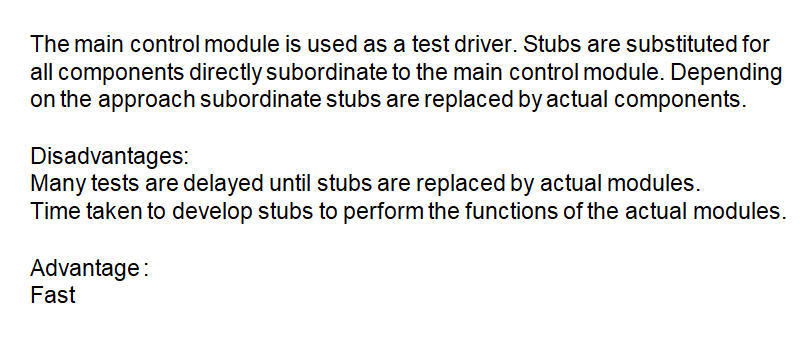 The main control module is used as a test driver. Stubs are substituted for
all components directly subordinate to the main control module. Depending
on the approach subordinate stubs are replaced by actual components.
Disadvantages:
Many tests are delayed until stubs are replaced by actual modules.
Time taken to develop stubs to perform the functions of the actual modules.
Advantage :
Fast